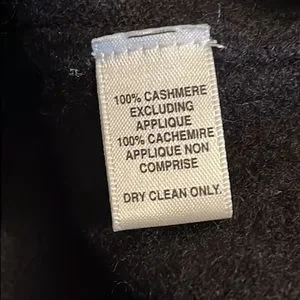 100% CASHMERE
EXCLUDING
APPLIQUE
100% CACHEMIRE
APPLIQUE NON
COMPRISE
DRY CLEAN ONLY.